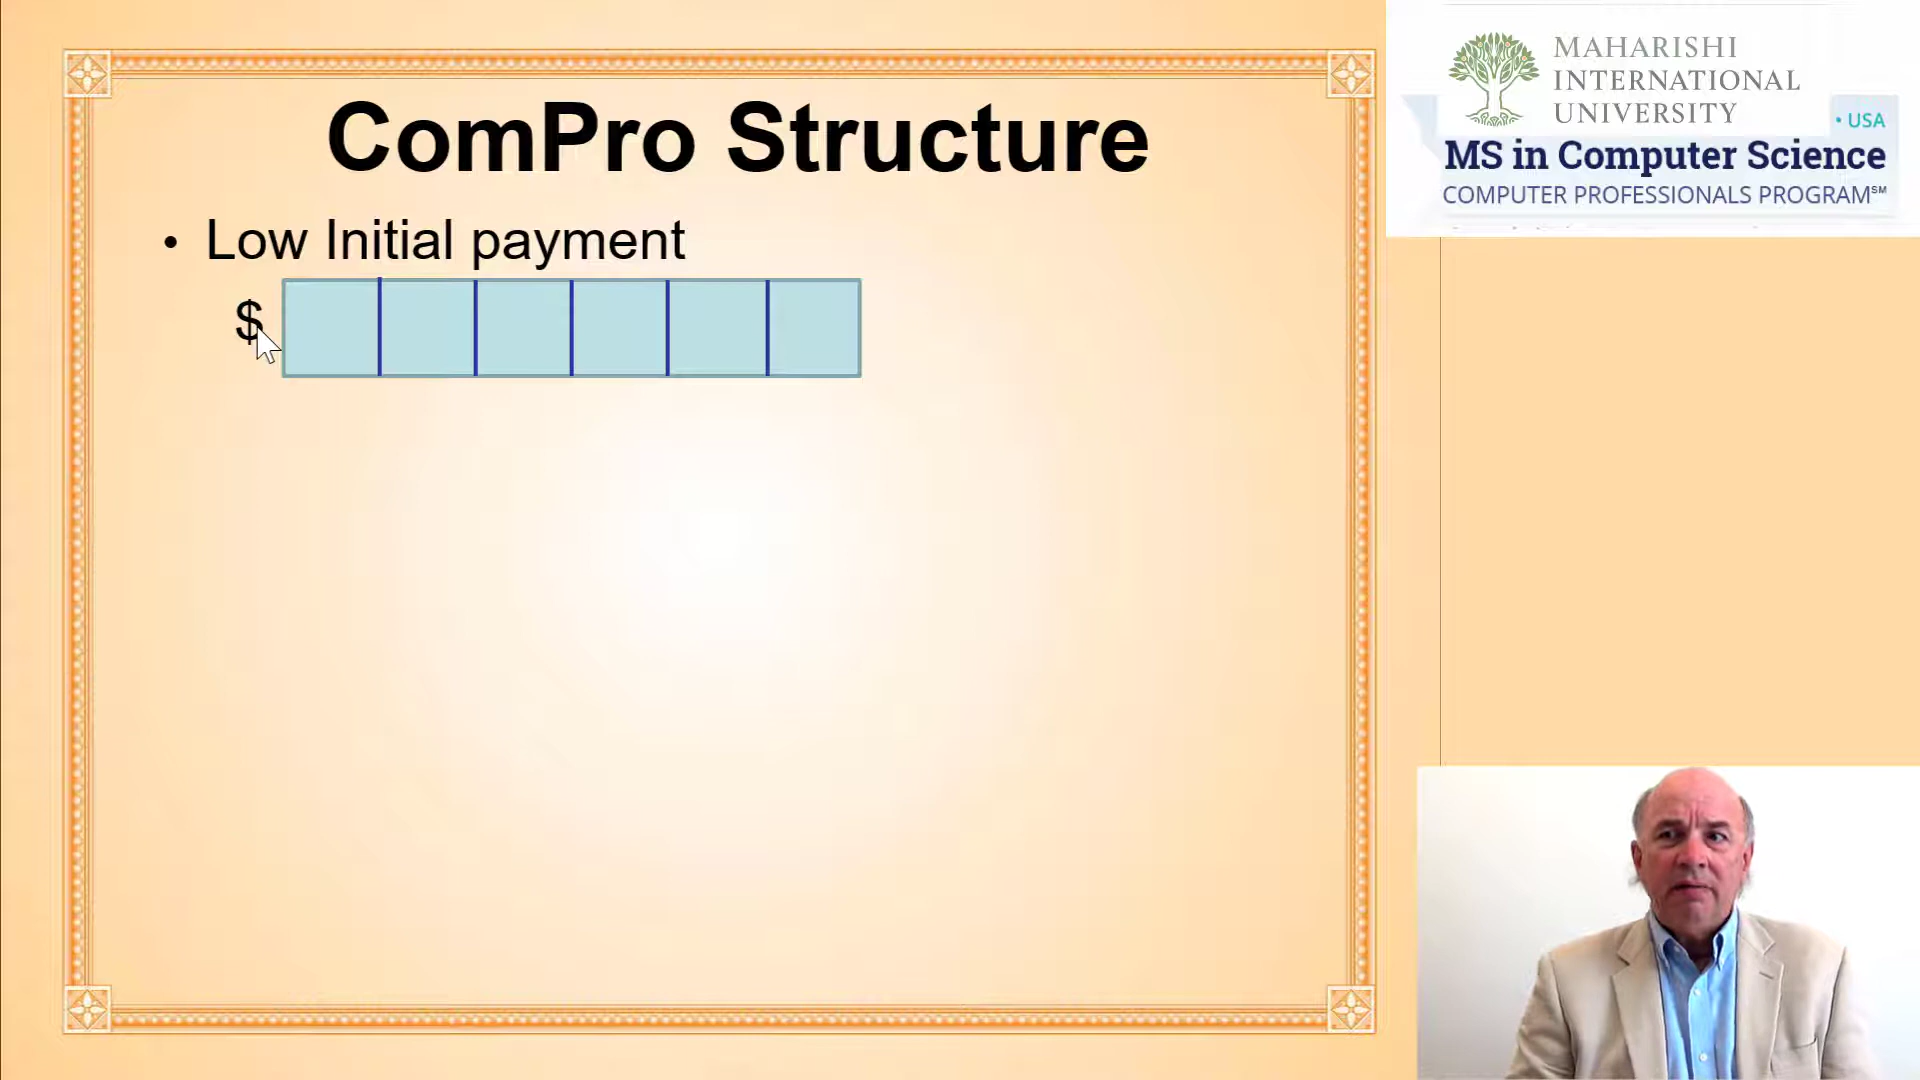 ComPro Structure
• Low Initial payment
$
MAHARISHI
INTERNATIONAL
UNIVERSITY
• USA
MS in Computer Science
COMPUTER PROFESSIONALS PROGRAM℠